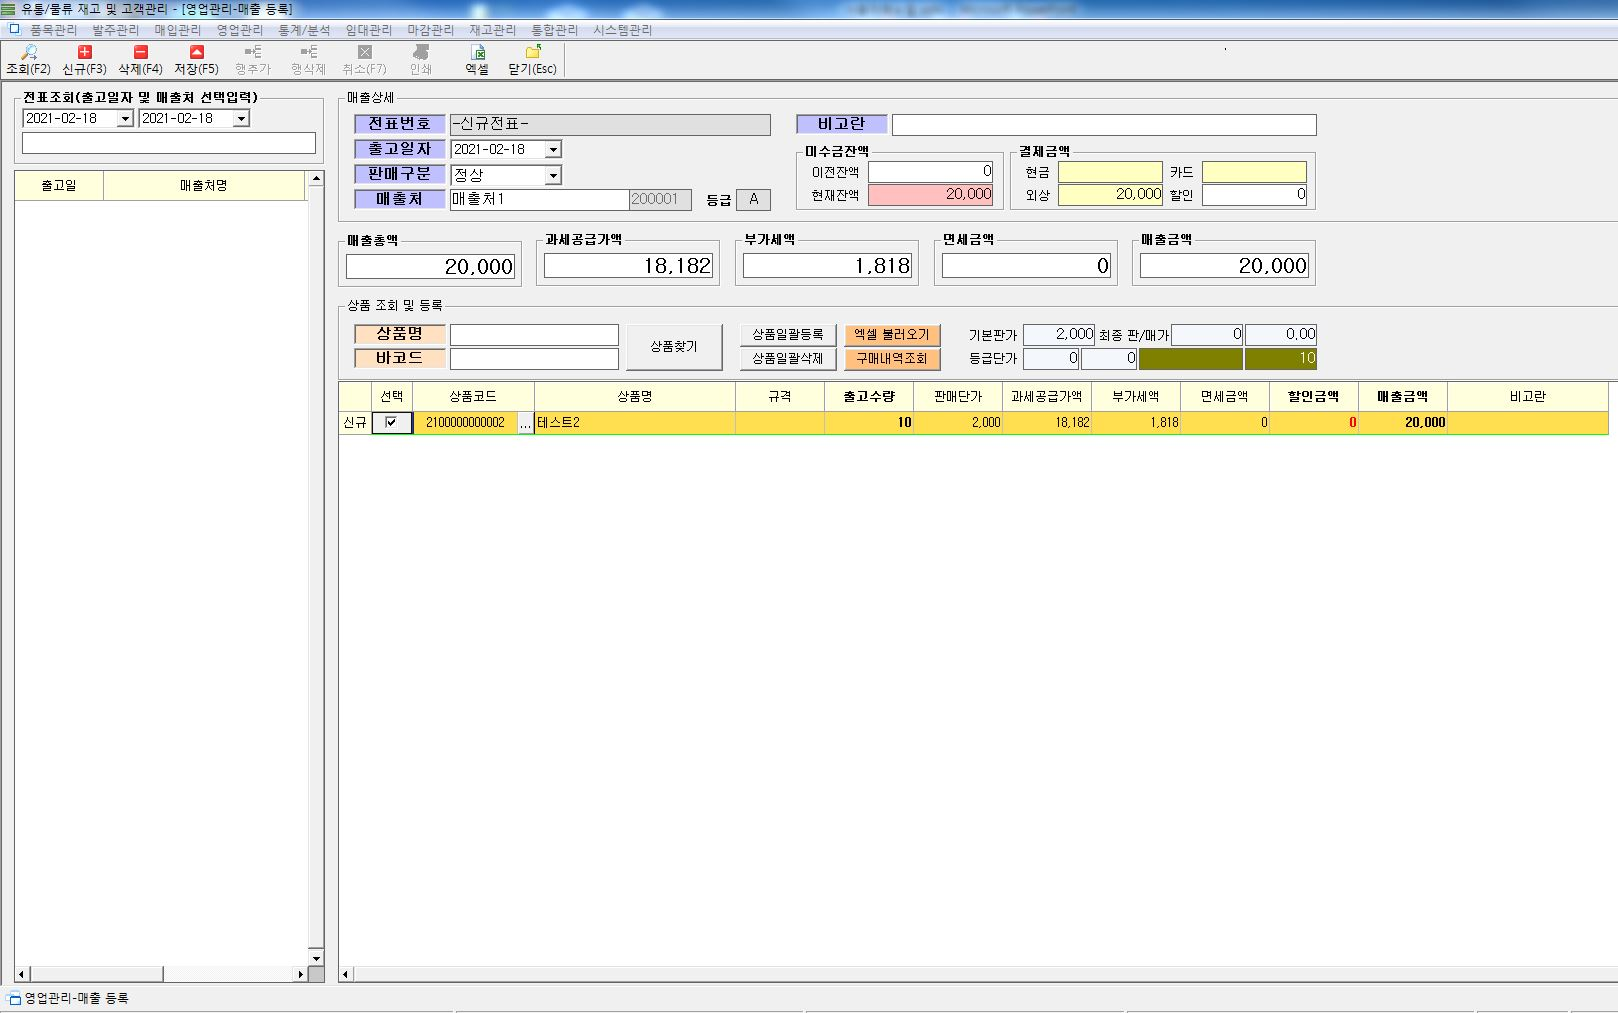 유통/물류 재고 및 고객관리 - [영업관리-매출 등록]
품목관리 발주관리 매입관리 영업관리 통계/분석 임대관리 마감관리 재고관리 통합관리 시스템관리
조회(F2) 신규(F3) 삭제(F4) 저장(F5) 행추가 행삭제 취소(F7) 인쇄 엑셀 닫기(Esc)
전표조회(출고일자 및 매출처 선택입력)
2021-02-18 2021-02-18
출고일 매출처명
매출상세
전표번호 -신규전표- 비고란
출고일자 2021-02-18
판매구분 정상
매출처 매출처1 200001 등급 A
미수금잔액
이전잔액 0
현재잔액 20,000
결제금액
현금 카드
외상 20,000 할인 0
매출총액 과세공급가액 부가세액 면세금액 매출금액
20,000 18,182 1,818 0 20,000
상품 조회 및 등록
상품명 상품찾기 상품일괄등록 엑셀 불러오기 기본판가 2,000 최종 판/매가 0 0.00
바코드 상품일괄삭제 구매내역조회 등급단가 0 0 10
선택 상품코드 상품명 규격 출고수량 판매단가 과세공급가액 부가세액 면세금액 할인금액 매출금액 비고란
신규 2100000000002 ... 테스트2 10 2,000 18,182 1,818 0 0 20,000
영업관리-매출 등록